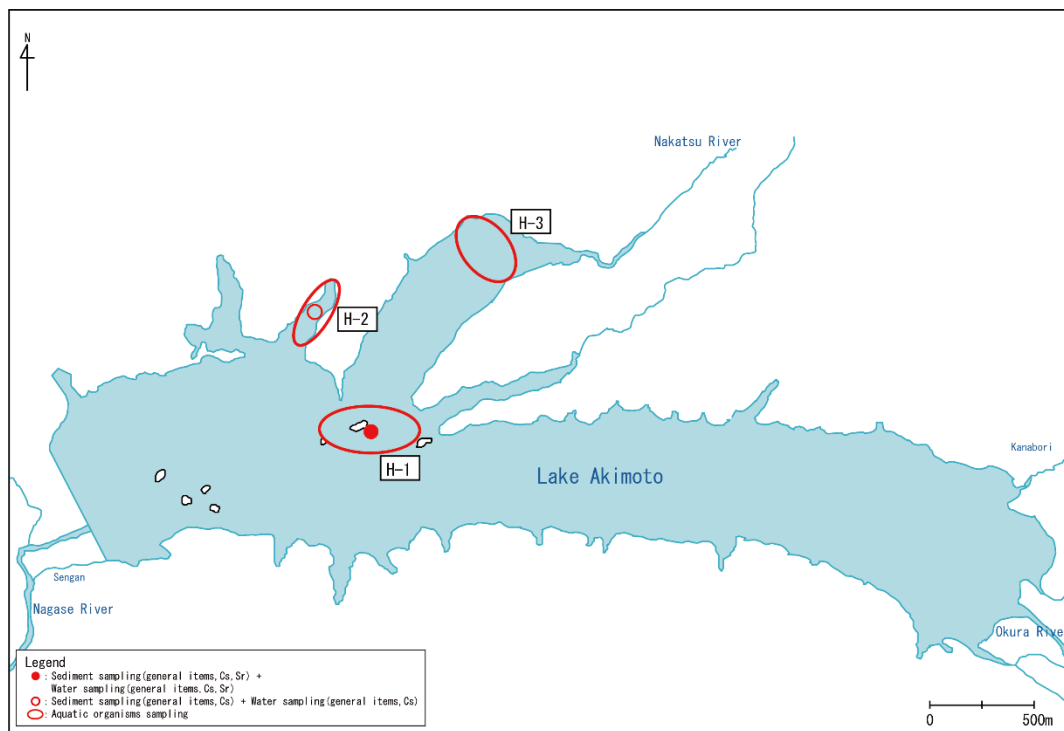 N
Nakatsu River
H-3
H-2
H-1
Lake Akimoto
Kanabori
Sengan
Nagase River
Okura River
Legend
: Sediment sampling(general items,Cs,Sr) +
Water sampling(general items,Cs,Sr)
: Sediment sampling(general items,Cs) + Water sampling(general items,Cs)
: Aquatic organisms sampling
0 500m